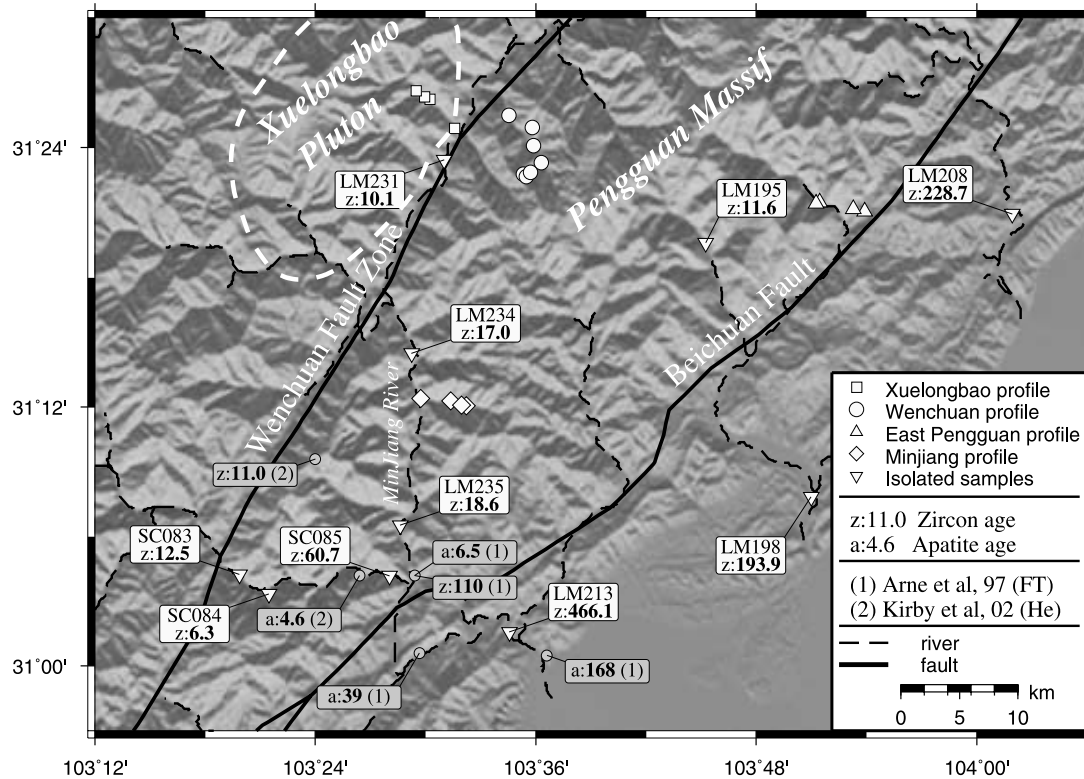 Xuelongbao
Pluton
Pengguan Massif
31°24'
LM231
z:10.1
LM195
z:11.6
LM208
z:228.7
Wenchuan Fault Zone
LM234
z:17.0
Beichuan Fault
31°12'
MinJiang River
z:11.0 (2)
LM235
z:18.6
SC083
z:12.5
SC085
z:60.7
a:6.5 (1)
z:110 (1)
LM198
z:193.9
SC084
z:6.3
a:4.6 (2)
LM213
z:466.1
31°00'
a:39 (1)
a:168 (1)
Xuelongbao profile
Wenchuan profile
East Pengguan profile
Minjiang profile
Isolated samples
z:11.0 Zircon age
a:4.6 Apatite age
(1) Arne et al, 97 (FT)
(2) Kirby et al, 02 (He)
river
fault
km
0 5 10
103°12' 103°24' 103°36' 103°48' 104°00'